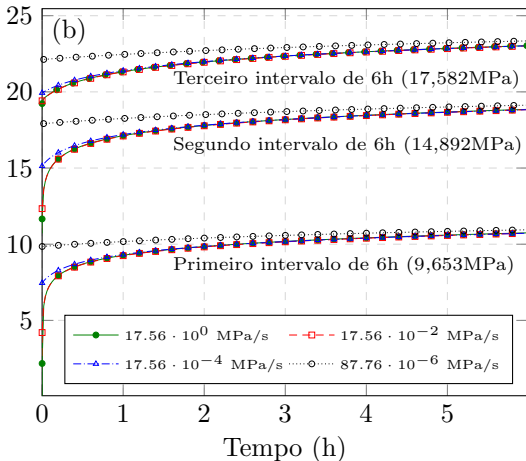 (b)
25
20
15
10
5
Terceiro intervalo de 6h (17,582MPa)
Segundo intervalo de 6h (14,892MPa)
Primeiro intervalo de 6h (9,653MPa)
17.56 · 10⁰ MPa/s
17.56 · 10⁻² MPa/s
17.56 · 10⁻⁴ MPa/s
87.76 · 10⁻⁶ MPa/s
0 1 2 3 4 5
Tempo (h)